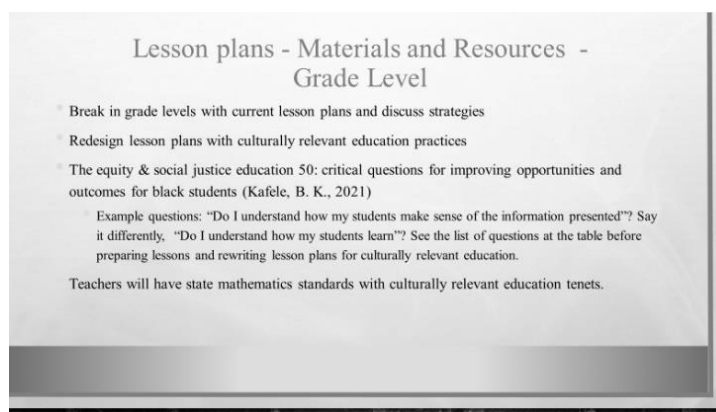 Lesson plans - Materials and Resources -
Grade Level
Break in grade levels with current lesson plans and discuss strategies
Redesign lesson plans with culturally relevant education practices
The equity & social justice education 50: critical questions for improving opportunities and
outcomes for black students (Kafele, B. K., 2021)
Example questions: “Do I understand how my students make sense of the information presented”? Say
it differently, “Do I understand how my students learn”? See the list of questions at the table before
preparing lessons and rewriting lesson plans for culturally relevant education.
Teachers will have state mathematics standards with culturally relevant education tenets.